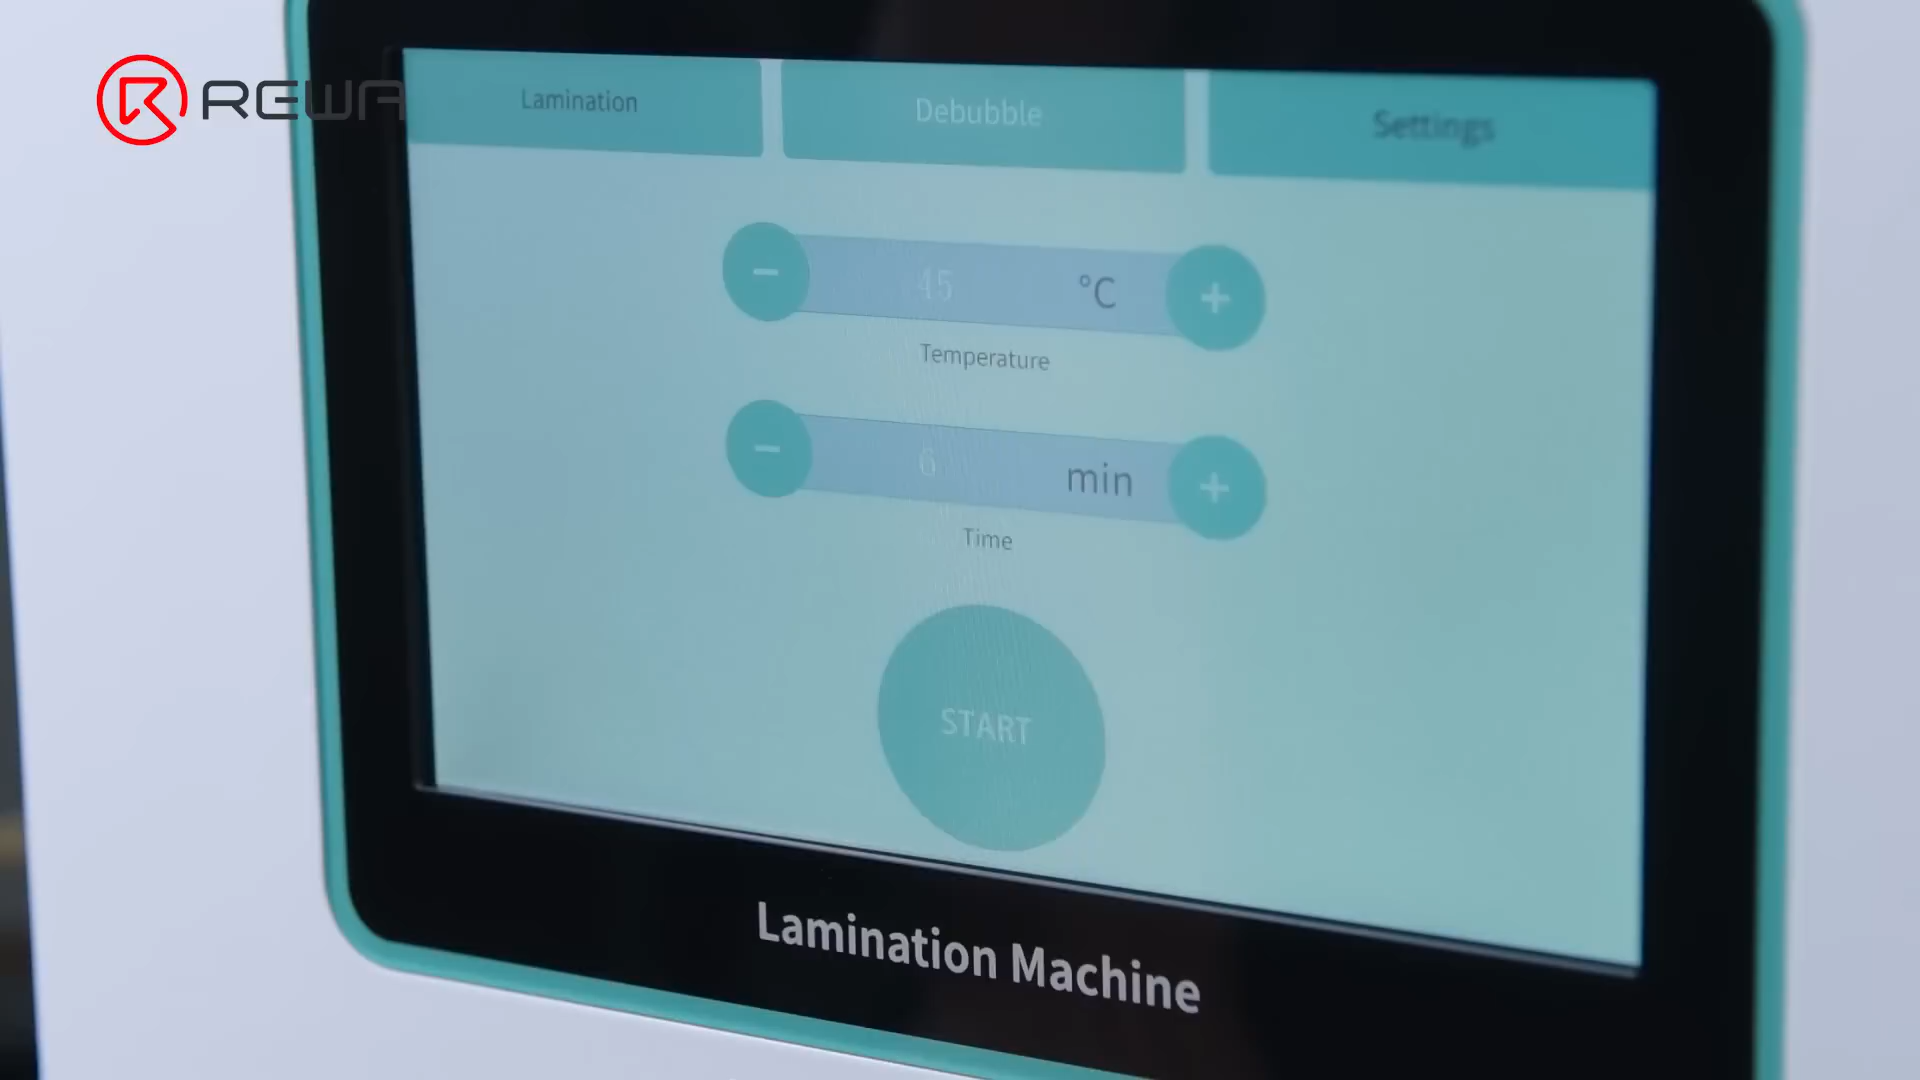 REWA
Lamination
Debubble
Settings
− 45 °C +
Temperature
− 6 min +
Time
START
Lamination Machine